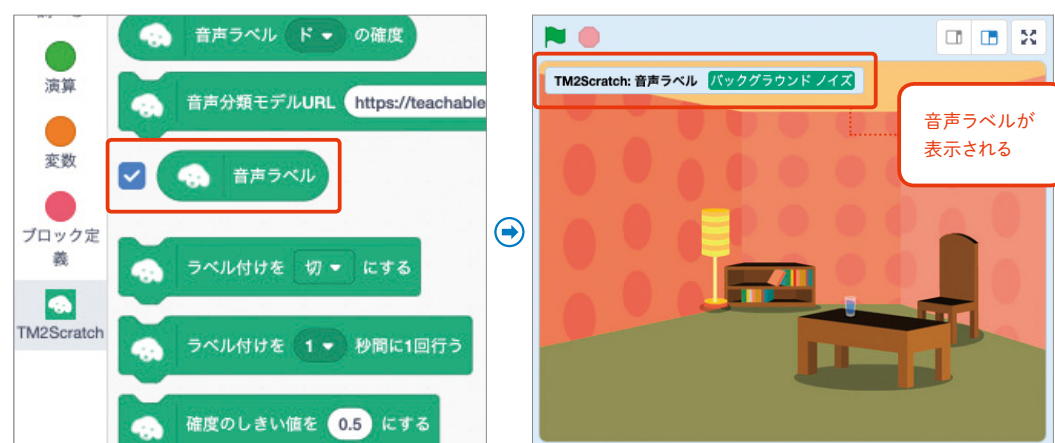 音声ラベル ド の確度
演算
音声分類モデルURL https://teachable
変数
音声ラベル
ブロック定
義
ラベル付けを 切 にする
TM2Scratch
ラベル付けを 1 秒間に1回行う
確度のしきい値を 0.5 にする
TM2Scratch: 音声ラベル バックグラウンド ノイズ
音声ラベルが
表示される